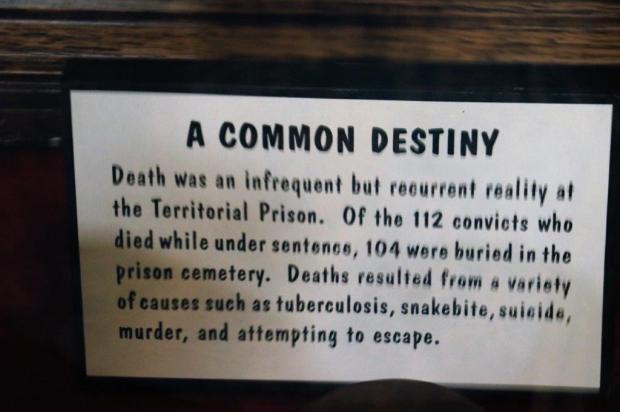 A COMMON DESTINY
Death was an infrequent but recurrent reality at
the Territorial Prison. Of the 112 convicts who
died while under sentence, 104 were buried in the
prison cemetery. Deaths resulted from a variety
of causes such as tuberculosis, snakebite, suicide,
murder, and attempting to escape.